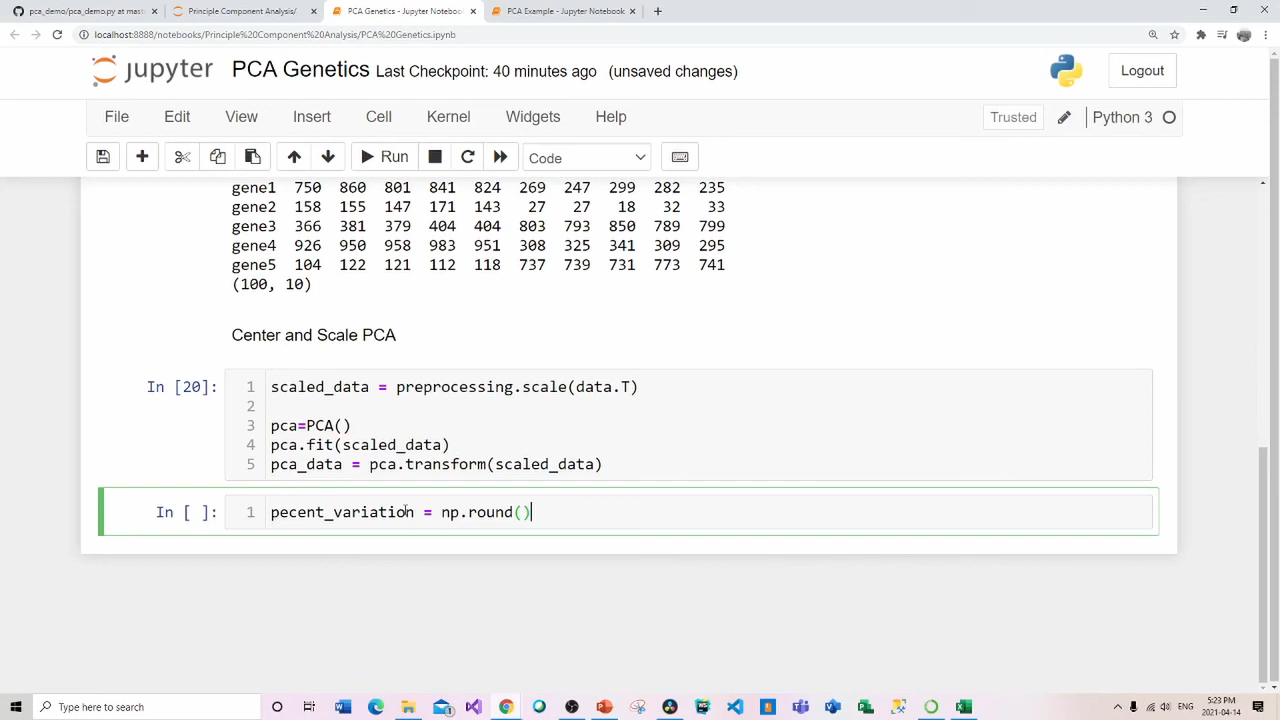 pca_demo/pca_demo.py at mast
Principle Component Analysis/
PCA Genetics - Jupyter Noteboo
PCA Example - Jupyter Notebook
localhost:8888/notebooks/Principle%20Component%20Analysis/PCA%20Genetics.ipynb
jupyter PCA Genetics Last Checkpoint: 40 minutes ago (unsaved changes)
Logout
File Edit View Insert Cell Kernel Widgets Help
Trusted Python 3
Run Code
gene1 750 860 801 841 824 269 247 299 282 235
gene2 158 155 147 171 143 27 27 18 32 33
gene3 366 381 379 404 404 803 793 850 789 799
gene4 926 950 958 983 951 308 325 341 309 295
gene5 104 122 121 112 118 737 739 731 773 741
(100, 10)
Center and Scale PCA
In [20]: 1 scaled_data = preprocessing.scale(data.T)
2
3 pca=PCA()
4 pca.fit(scaled_data)
5 pca_data = pca.transform(scaled_data)
In [ ]: 1 pecent_variation = np.round()
Type here to search
ENG
5:23 PM
2021-04-14